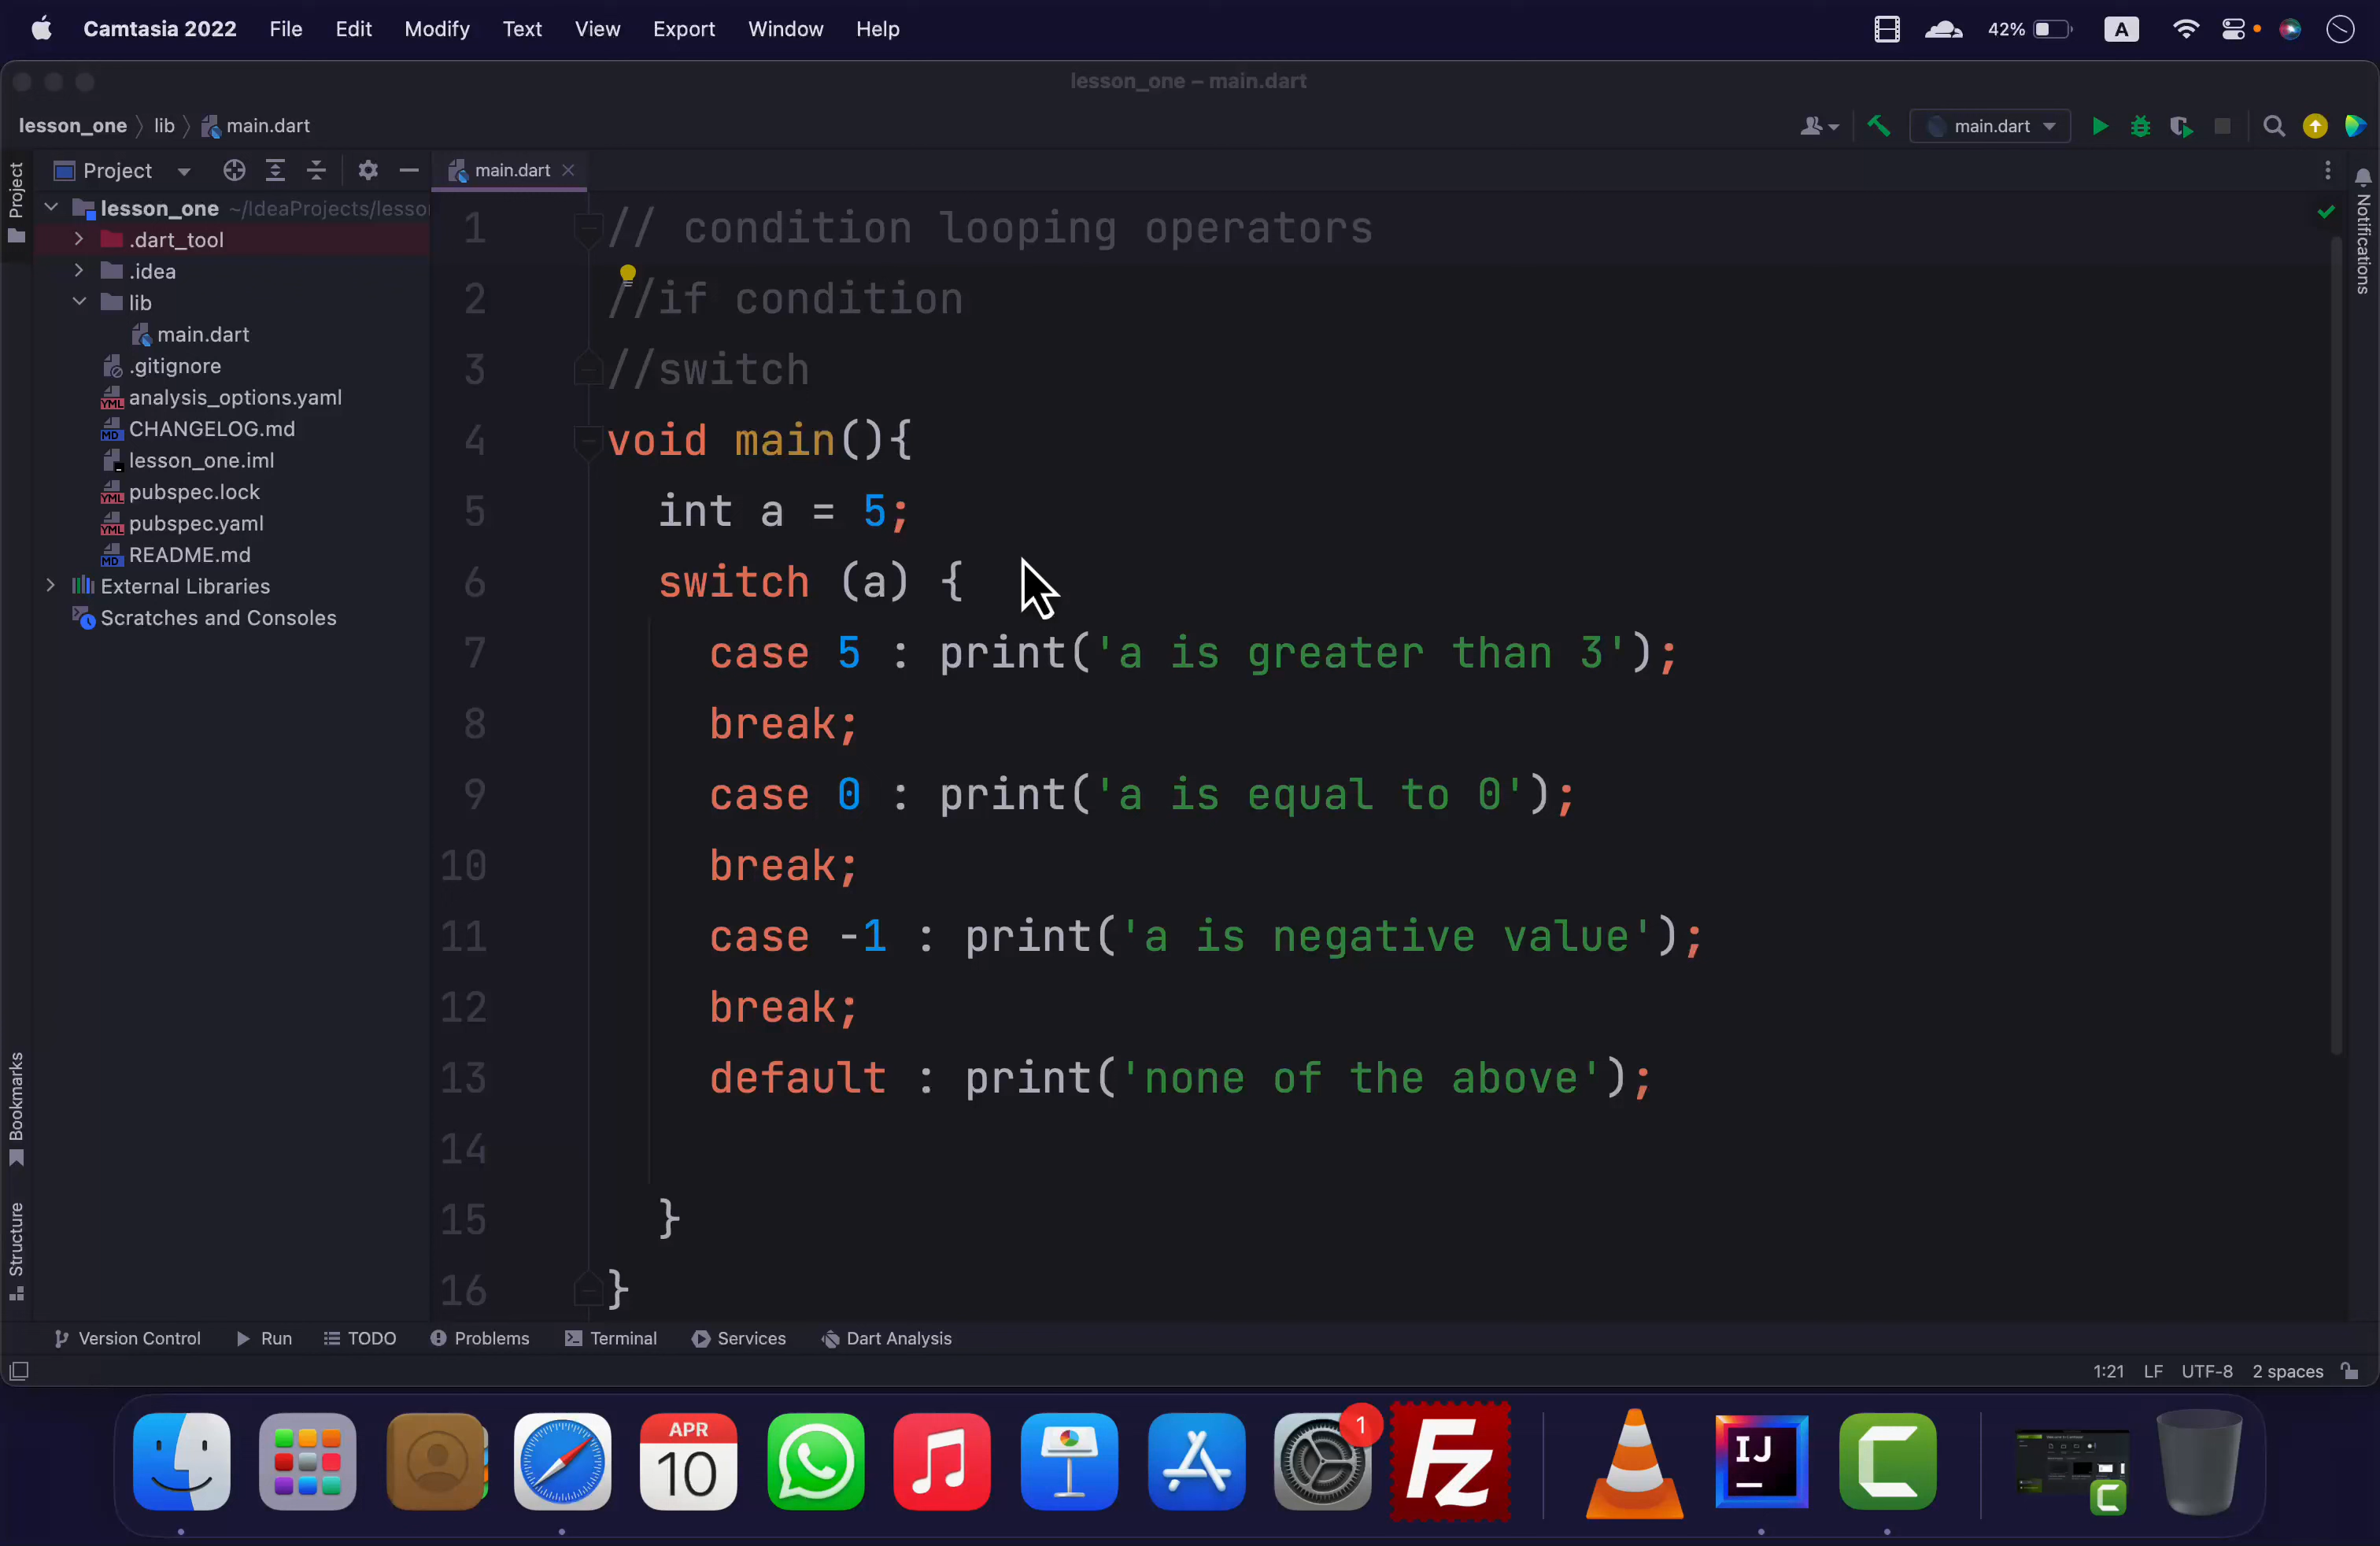 Camtasia 2022 File Edit Modify Text View Export Window Help 42% A
lesson_one – main.dart
lesson_one lib main.dart
main.dart
Project
main.dart
Project
Notifications
lesson_one ~/IdeaProjects/lesso
.dart_tool
.idea
lib
main.dart
.gitignore
analysis_options.yaml
CHANGELOG.md
lesson_one.iml
pubspec.lock
pubspec.yaml
README.md
External Libraries
Scratches and Consoles
1 // condition looping operators
2 //if condition
3 //switch
4 void main(){
5 int a = 5;
6 switch (a) {
7 case 5 : print('a is greater than 3');
8 break;
9 case 0 : print('a is equal to 0');
10 break;
11 case -1 : print('a is negative value');
12 break;
13 default : print('none of the above');
14
15 }
16 }
Bookmarks
Structure
Version Control Run TODO Problems Terminal Services Dart Analysis
1:21 LF UTF-8 2 spaces
APR
10
1
Fz
IJ